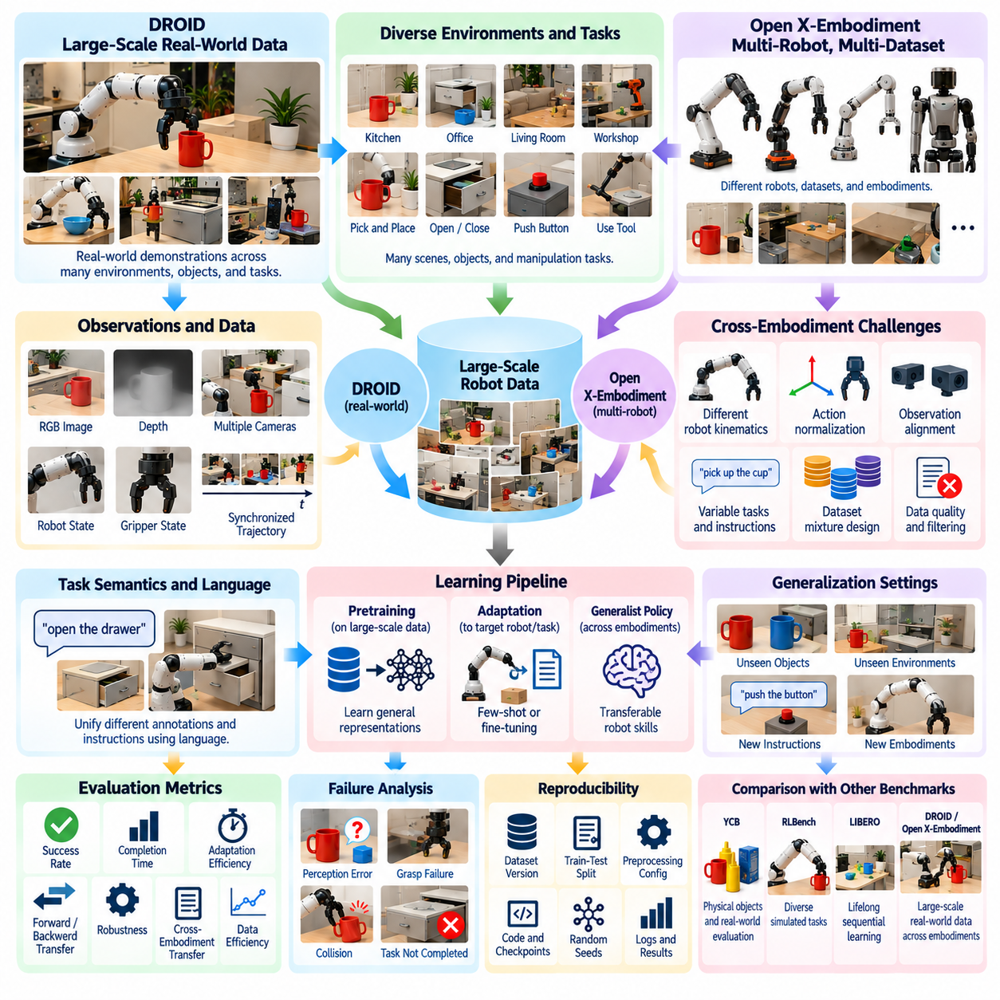 DROID
Large-Scale Real-World Data
Real-world demonstrations across
many environments, objects, and tasks.
Diverse Environments and Tasks
Kitchen
Office
Living Room
Workshop
Pick and Place
Open / Close
Push Button
Use Tool
Many scenes, objects, and manipulation tasks.
Open X-Embodiment
Multi-Robot, Multi-Dataset
Different robots, datasets, and embodiments.
...
Observations and Data
RGB Image
Depth
Multiple Cameras
Robot State
Gripper State
t
Synchronized
Trajectory
DROID
(real-world)
Large-Scale
Robot Data
Open
X-Embodiment
(multi-robot)
Cross-Embodiment Challenges
Different
robot kinematics
Action
normalization
Observation
alignment
"pick up the cup"
Variable tasks
and instructions
Dataset
mixture design
Data quality
and filtering
Task Semantics and Language
"open the drawer"
Unify different annotations and
instructions using language.
Learning Pipeline
Pretraining
(on large-scale data)
Learn general
representations
Adaptation
(to target robot/task)
Few-shot or
fine-tuning
Generalist Policy
(across embodiments)
Transferable
robot skills
Generalization Settings
Unseen Objects
Unseen Environments
"push the button"
New Instructions
New Embodiments
Evaluation Metrics
Success
Rate
Completion
Time
Adaptation
Efficiency
Forward /
Backwerd
Transfer
Robustness
Cross-
Embodiment
Transfer
Data
Efficiency
Failure Analysis
?
Perception Error
Grasp Failure
Collision
Task Not Completed
Reproducibility
Dataset
Version
Train-Test
Split
Preprocessing
Config
</>
Code and
Checkpoints
Random
Seeds
Logs and
Results
Comparison with Other Benchmarks
YCB
Physical objects
and real-world
evaluation
RLBench
Diverse
simulated tasks
LIBERO
Lifelong
sequential
learning
DROID /
Open X-Embodiment
Large-scale
real-world data
across embodiments